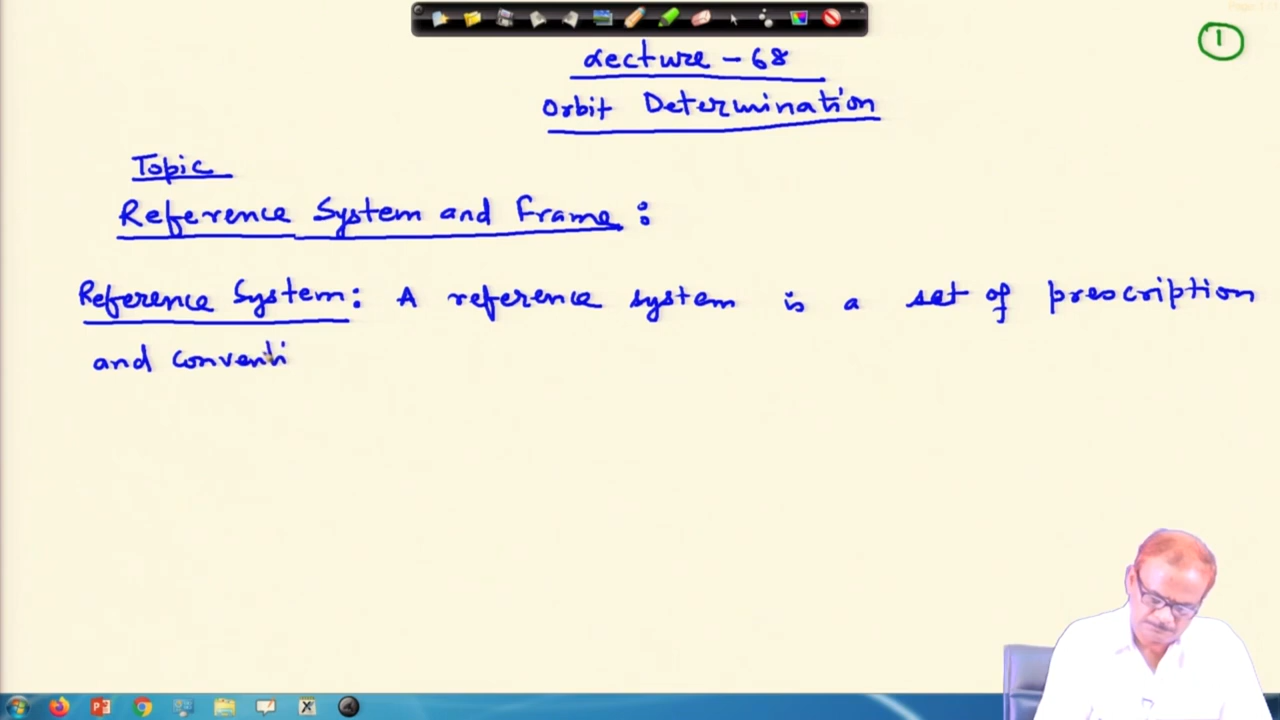 1
Lecture - 68
Orbit Determination
Topic
Reference System and Frame :
Reference System: A reference system is a set of prescription
and conventi